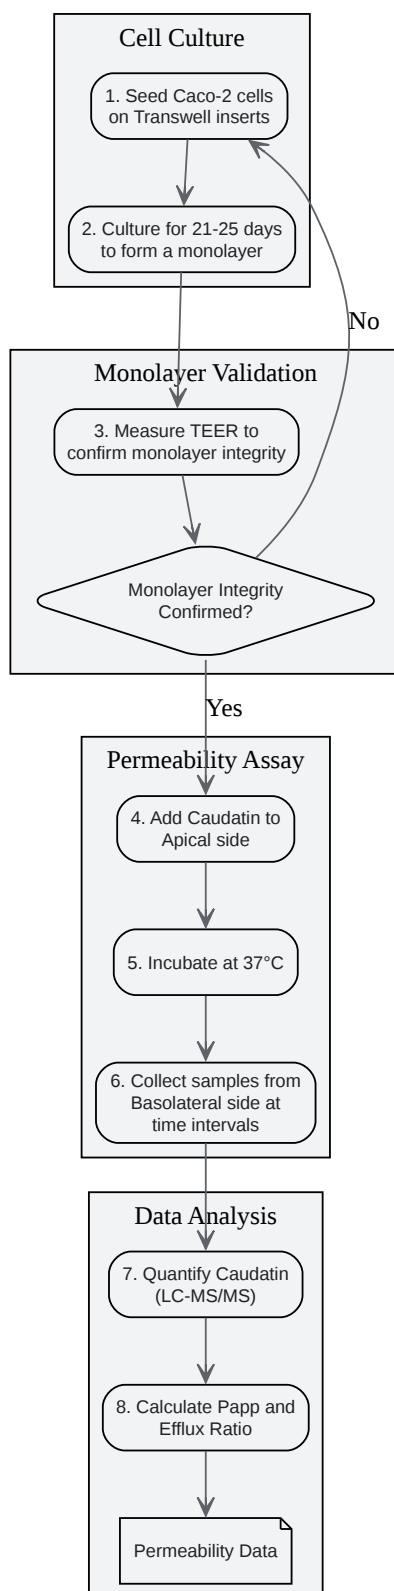 Cell Culture
1. Seed Caco-2 cells
on Transwell inserts
2. Culture for 21-25 days
to form a monolayer
No
Monolayer Validation
3. Measure TEER to
confirm monolayer integrity
Monolayer Integrity
Confirmed?
Yes
Permeability Assay
4. Add Caudatin to
Apical side
5. Incubate at 37°C
6. Collect samples from
Basolateral side at
time intervals
Data Analysis
7. Quantify Caudatin
(LC-MS/MS)
8. Calculate Papp and
Efflux Ratio
Permeability Data